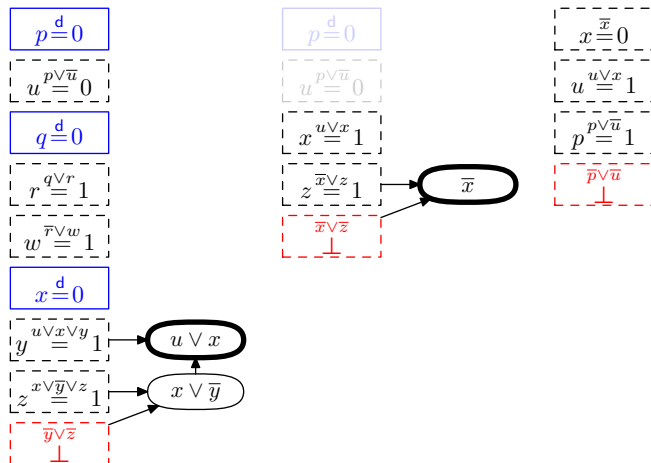 p =^d 0
u =^{p∨u̅} 0
q =^d 0
r =^{q∨r} 1
w =^{r̅∨w} 1
x =^d 0
y =^{u∨x∨y} 1
u ∨ x
z =^{x∨y̅∨z} 1
x ∨ y̅
y̅∨z̅
⊥
p =^d 0
u =^{p∨u̅} 0
x =^{u∨x} 1
z =^{x̅∨z} 1
x̅
x̅∨z̅
⊥
x =^{x̅} 0
u =^{u∨x} 1
p =^{p∨u̅} 1
p̅∨u̅
⊥